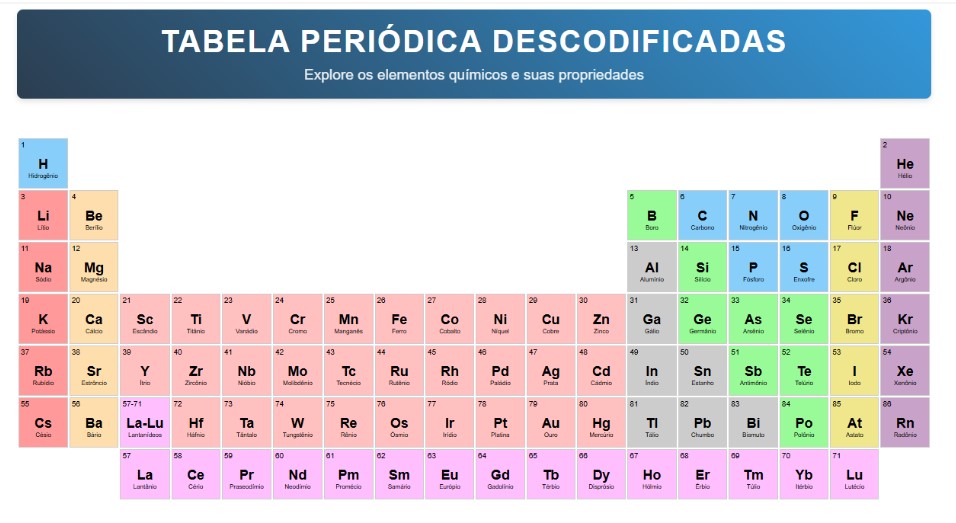 TABELA PERIÓDICA DESCODIFICADAS
Explore os elementos químicos e suas propriedades
1 2
H He
Hidrogênio Hélio
3 4 5 6 7 8 9 10
Li Be B C N O F Ne
Lítio Berílio Boro Carbono Nitrogênio Oxigênio Flúor Neônio
11 12 13 14 15 16 17 18
Na Mg Al Si P S Cl Ar
Sódio Magnésio Alumínio Silício Fósforo Enxofre Cloro Argônio
19 20 21 22 23 24 25 26 27 28 29 30 31 32 33 34 35 36
K Ca Sc Ti V Cr Mn Fe Co Ni Cu Zn Ga Ge As Se Br Kr
Potássio Cálcio Escândio Titânio Vanádio Cromo Manganês Ferro Cobalto Níquel Cobre Zinco Gálio Germânio Arsênio Selênio Bromo Criptônio
37 38 39 40 41 42 43 44 45 46 47 48 49 50 51 52 53 54
Rb Sr Y Zr Nb Mo Tc Ru Rh Pd Ag Cd In Sn Sb Te I Xe
Rubídio Estrôncio Ítrio Zircônio Nióbio Molibdênio Tecnécio Rutênio Ródio Paládio Prata Cádmio Índio Estanho Antimônio Telúrio Iodo Xenônio
55 56 57-71 72 73 74 75 76 77 78 79 80 81 82 83 84 85 86
Cs Ba La-Lu Hf Ta W Re Os Ir Pt Au Hg Tl Pb Bi Po At Rn
Césio Bário Lantanídeos Háfnio Tântalo Tungstênio Rênio Ósmio Irídio Platina Ouro Mercúrio Tálio Chumbo Bismuto Polônio Astato Radônio
57 58 59 60 61 62 63 64 65 66 67 68 69 70 71
La Ce Pr Nd Pm Sm Eu Gd Tb Dy Ho Er Tm Yb Lu
Lantânio Cério Praseodímio Neodímio Promécio Samário Európio Gadolínio Térbio Disprósio Hólmio Érbio Túlio Itérbio Lutécio